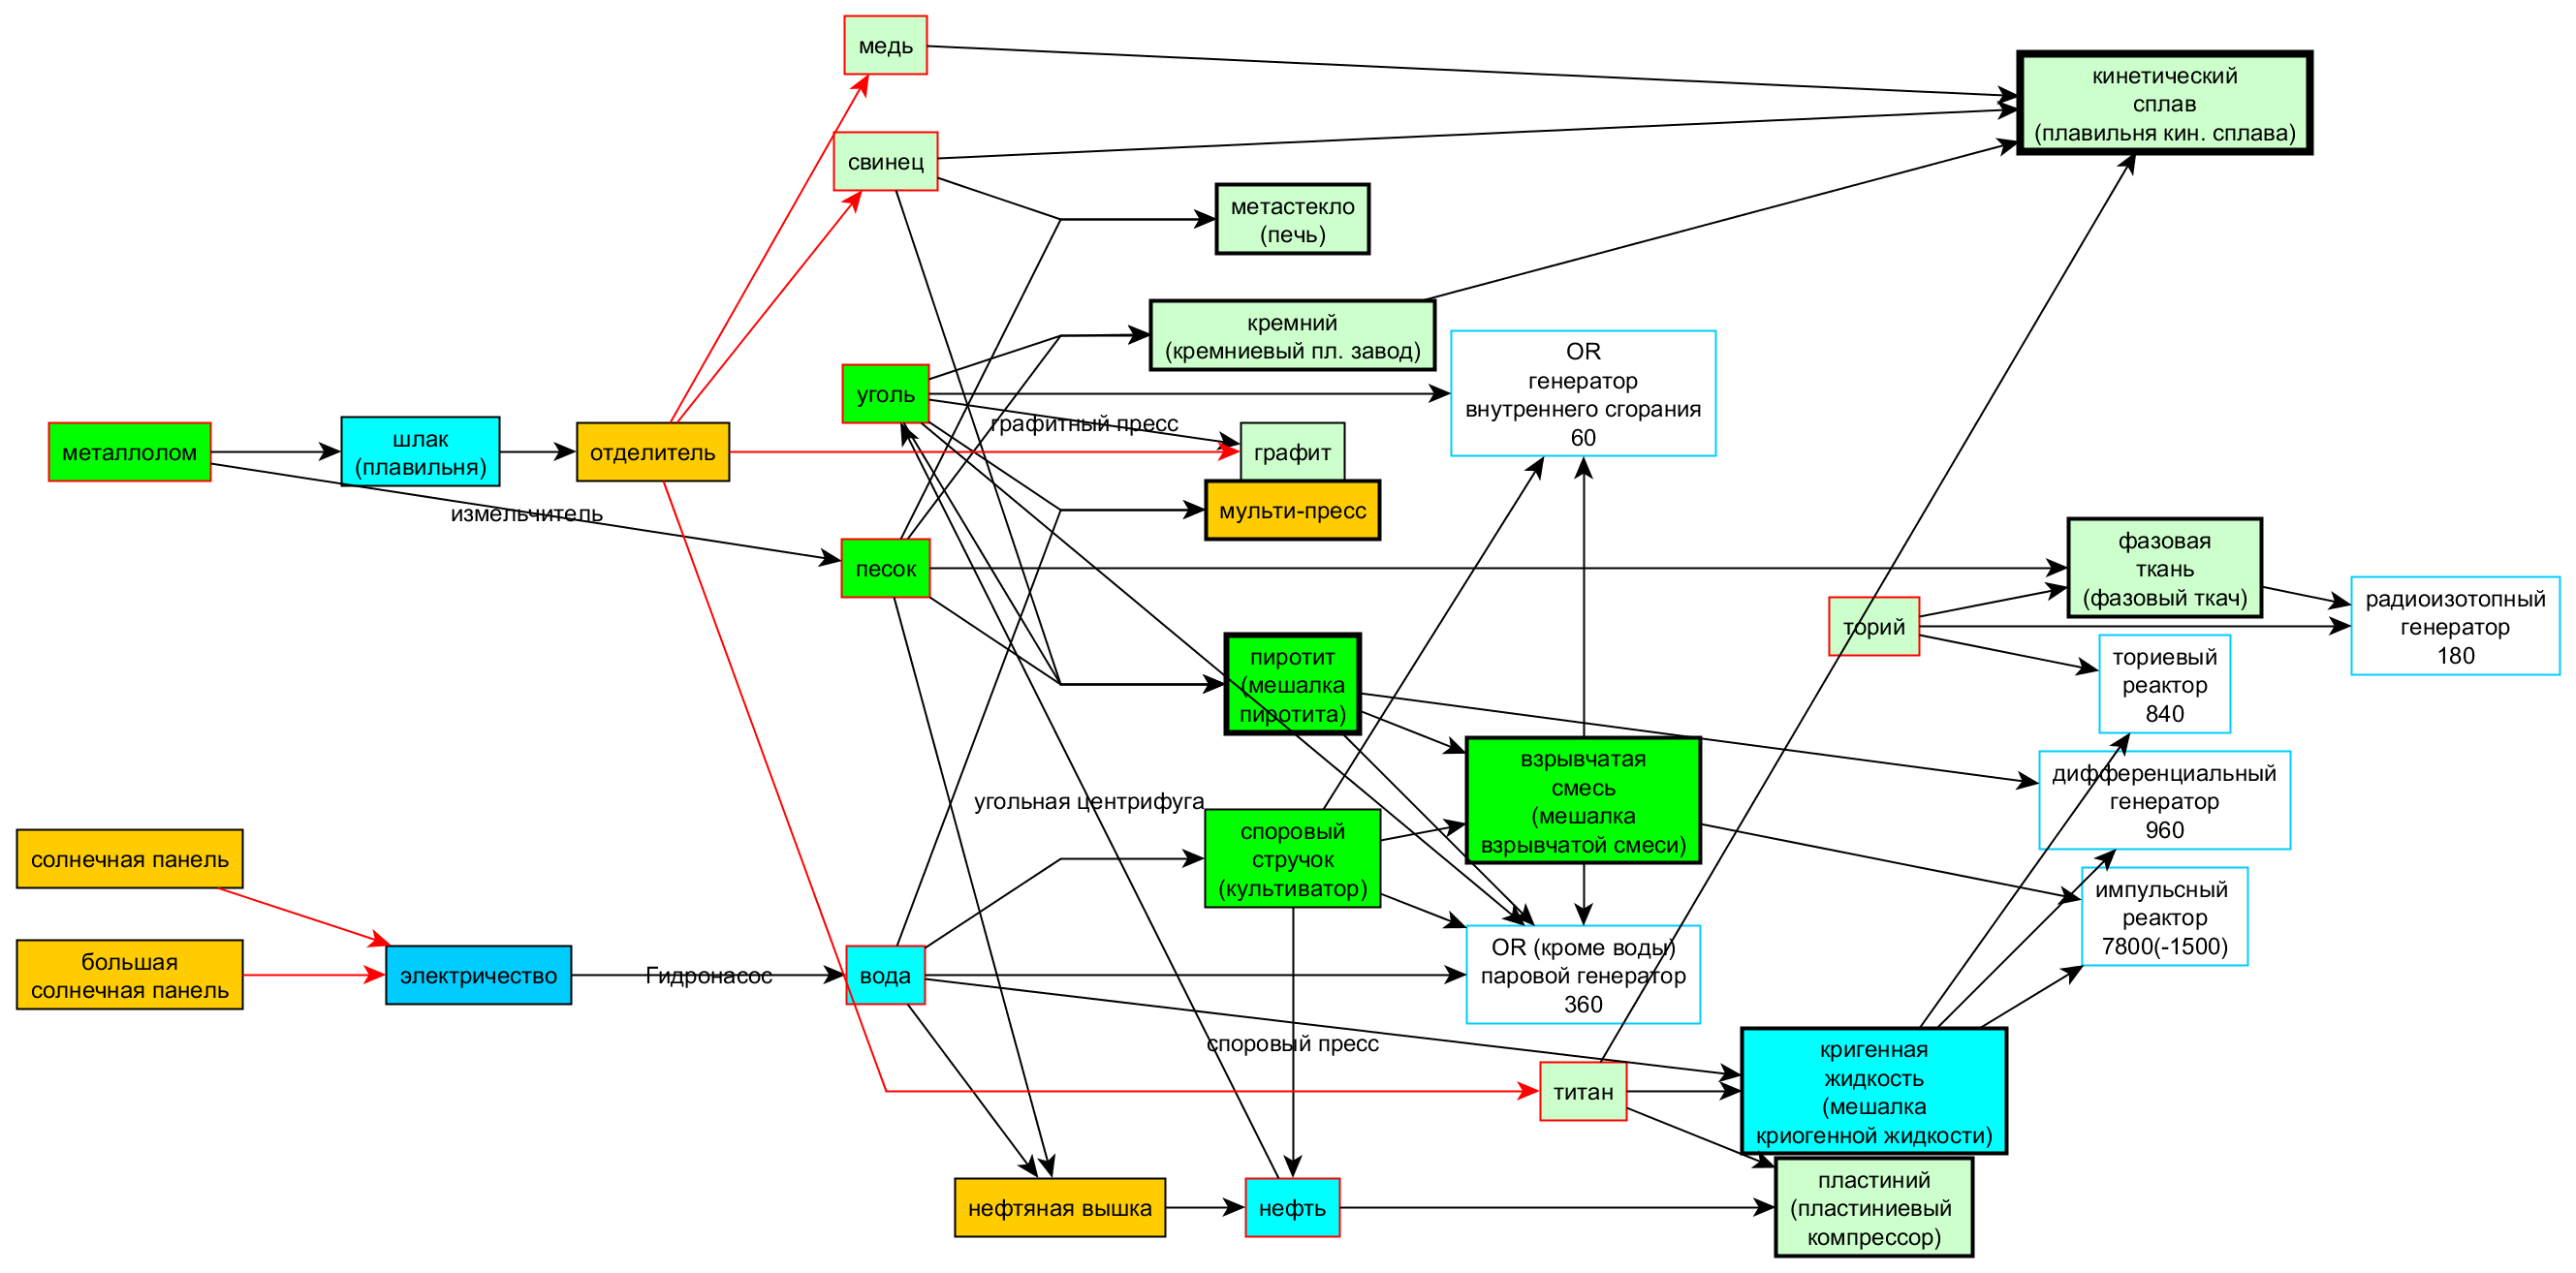 медь
кинетический
сплав
(плавильня кин. сплава)
свинец
метастекло
(печь)
кремний
(кремниевый пл. завод)
OR
генератор
внутреннего сгорания
60
уголь
графитный пресс
металлолом
шлак
(плавильня)
отделитель
графит
мульти-пресс
измельчитель
песок
фазовая
ткань
(фазовый ткач)
радиоизотопный
генератор
180
торий
пиротит
(мешалка
пиротита)
ториевый
реактор
840
взрывчатая
смесь
(мешалка
взрывчатой смеси)
дифференциальный
генератор
960
угольная центрифуга
споровый
стручок
(культиватор)
солнечная панель
импульсный
реактор
7800(-1500)
большая
солнечная панель
электричество
Гидронасос
вода
OR (кроме воды)
паровой генератор
360
споровый пресс
титан
кригенная
жидкость
(мешалка
криогенной жидкости)
нефтяная вышка
нефть
пластиний
(пластиниевый
компрессор)